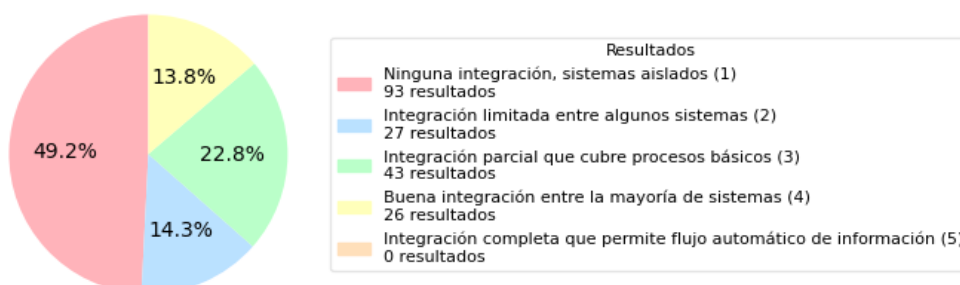 13.8%
49.2%
22.8%
14.3%
Resultados
Ninguna integración, sistemas aislados (1)
93 resultados
Integración limitada entre algunos sistemas (2)
27 resultados
Integración parcial que cubre procesos básicos (3)
43 resultados
Buena integración entre la mayoría de sistemas (4)
26 resultados
Integración completa que permite flujo automático de información (5)
0 resultados